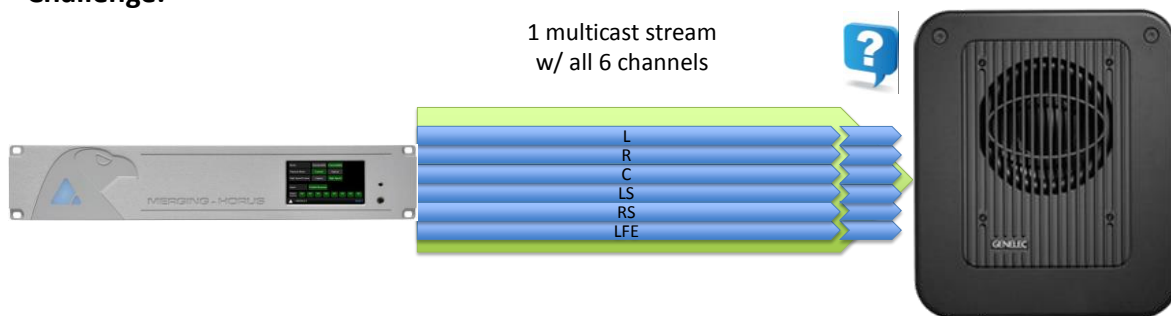 Challenge:
1 multicast stream
w/ all 6 channels
?
L
R
C
LS
RS
LFE
MERGING - HORUS
GENELEC